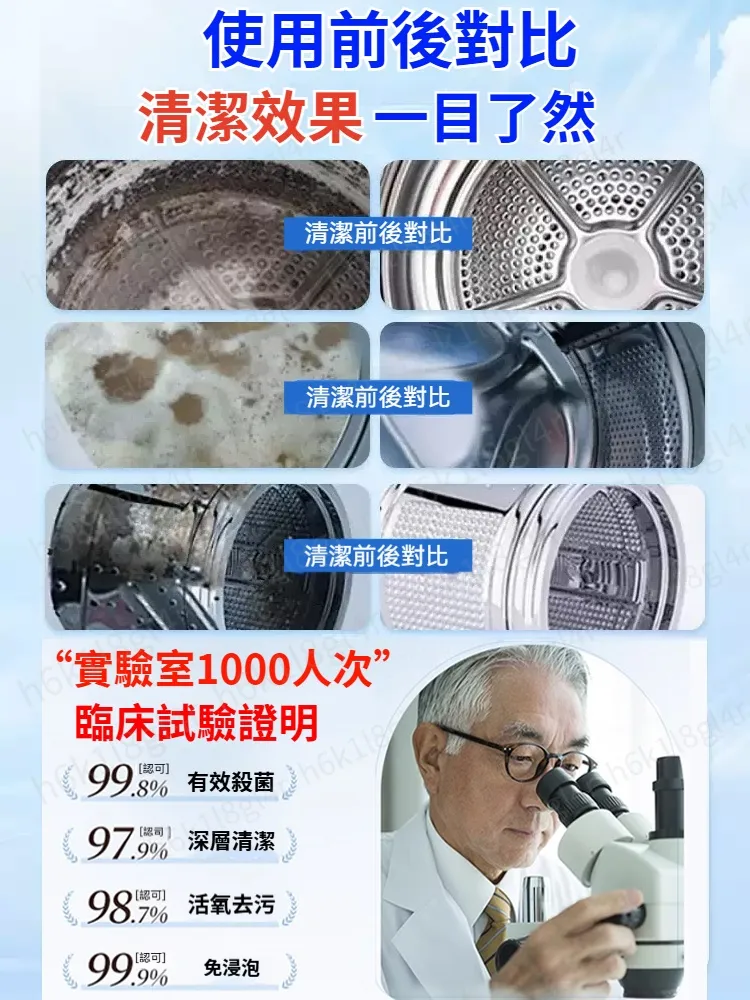 使用前後對比
清潔效果一目了然
清潔前後對比
清潔前後對比
清潔前後對比
“實驗室1000人次”
臨床試驗證明
99.8% [認可] 有效殺菌
97.9% [認司] 深層清潔
98.7% [認可] 活氧去污
99.9% [認可] 免浸泡
h6k1l8gl4r